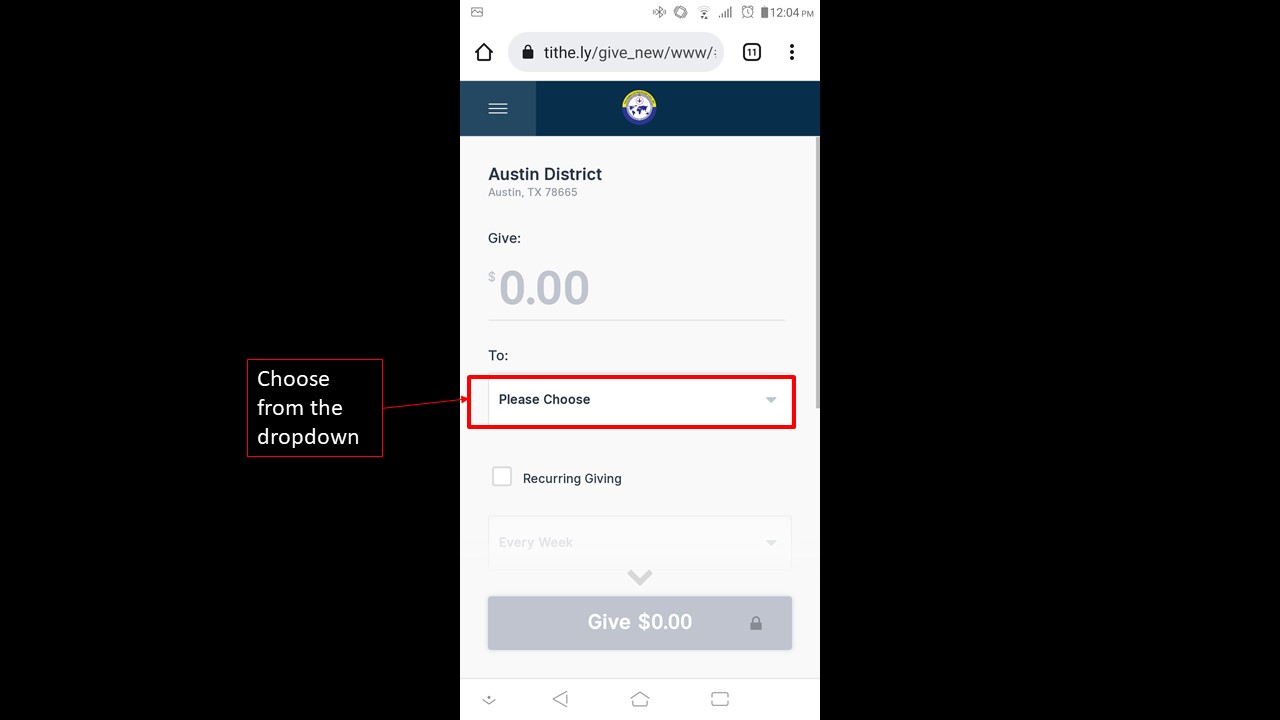 12:04 PM
tithe.ly/give_new/www/
11
Austin District
Austin, TX 78665
Give:
$ 0.00
To:
Choose
from the
dropdown
Please Choose
Recurring Giving
Every Week
Give $0.00